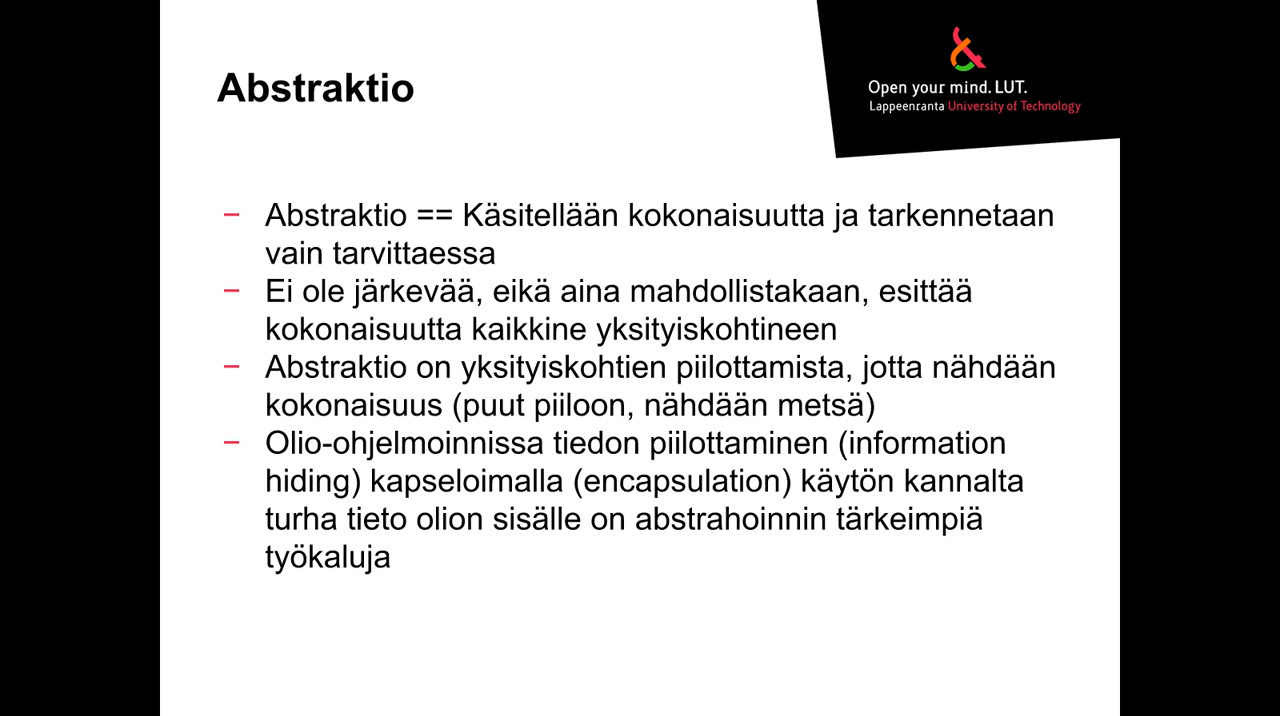 Abstraktio
Open your mind. LUT.
Lappeenranta University of Technology
– Abstraktio == Käsitellään kokonaisuutta ja tarkennetaan
vain tarvittaessa
– Ei ole järkevää, eikä aina mahdollistakaan, esittää
kokonaisuutta kaikkine yksityiskohtineen
– Abstraktio on yksityiskohtien piilottamista, jotta nähdään
kokonaisuus (puut piiloon, nähdään metsä)
– Olio-ohjelmoinnissa tiedon piilottaminen (information
hiding) kapseloimalla (encapsulation) käytön kannalta
turha tieto olion sisälle on abstrahoinnin tärkeimpiä
työkaluja